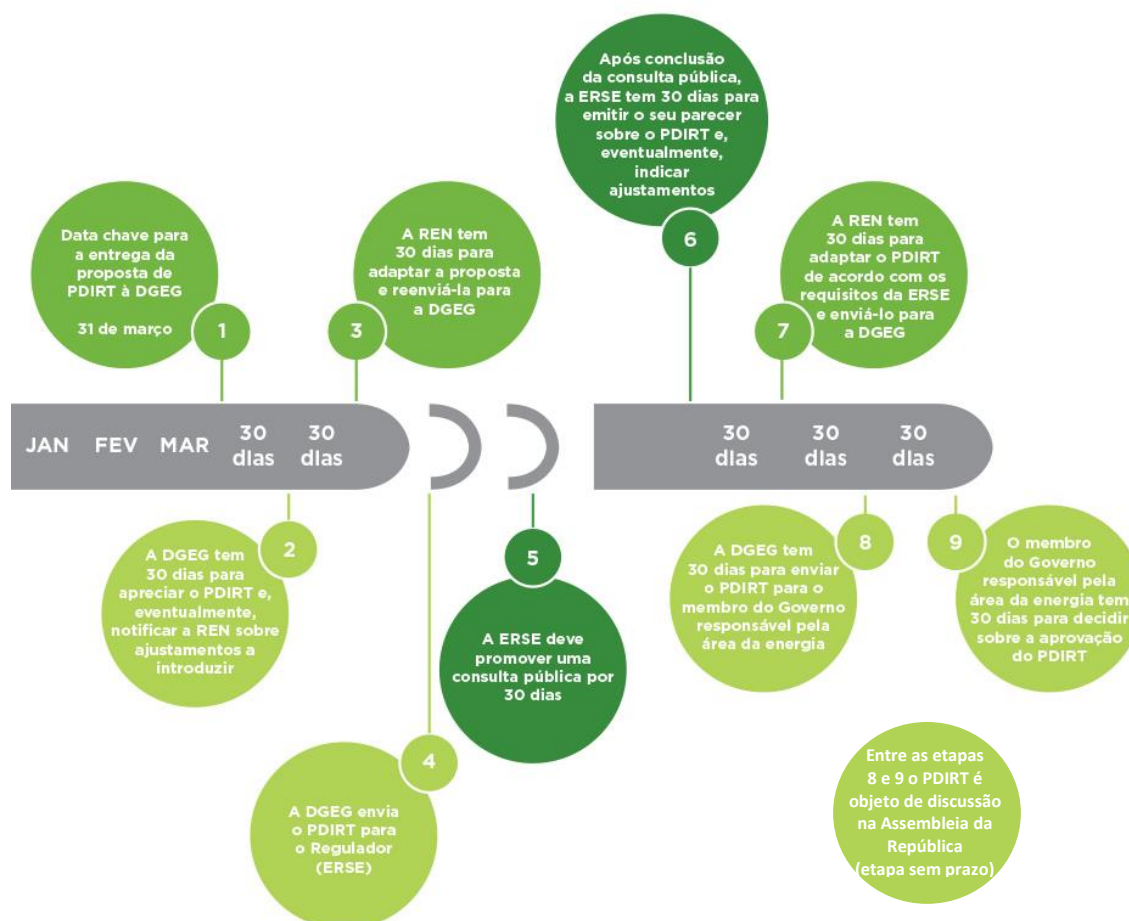 Data chave para
a entrega da
proposta de
PDIRT à DGEG
31 de março
1
A DGEG tem
30 dias para
apreciar o PDIRT e,
eventualmente,
notificar a REN sobre
ajustamentos a
introduzir
2
A REN tem
30 dias para
adaptar a proposta
e reenviá-la para
a DGEG
3
A DGEG envia
o PDIRT para
o Regulador
(ERSE)
4
A ERSE deve
promover uma
consulta pública por
30 dias
5
Após conclusão
da consulta pública,
a ERSE tem 30 dias para
emitir o seu parecer
sobre o PDIRT e,
eventualmente,
indicar
ajustamentos
6
A REN tem
30 dias para
adaptar o PDIRT
de acordo com os
requisitos da ERSE
e enviá-lo para
a DGEG
7
A DGEG tem
30 dias para enviar
o PDIRT para o
membro do Governo
responsável pela
área da energia
8
O membro
do Governo
responsável pela
área da energia tem
30 dias para decidir
sobre a aprovação
do PDIRT
9
JAN FEV MAR
30
dias
30
dias
30
dias
30
dias
30
dias
Entre as etapas
8 e 9 o PDIRT é
objeto de discussão
na Assembleia da
República
(etapa sem prazo)